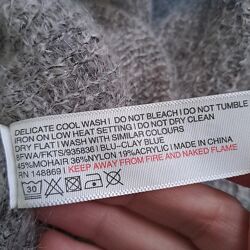 DELICATE COOL WASH I DO NOT BLEACH I DO NOT TUMBLE
IRON ON LOW HEAT SETTING I DO NOT DRY CLEAN
DRY FLAT I WASH WITH SIMILAR COLOURS
8FWA/FKTS/935836 I BLU-CLAY BLUE
45%MOHAIR 36%NYLON 19%ACRYLIC I MADE IN CHINA
RN 148869 I KEEP AWAY FROM FIRE AND NAKED FLAME
30